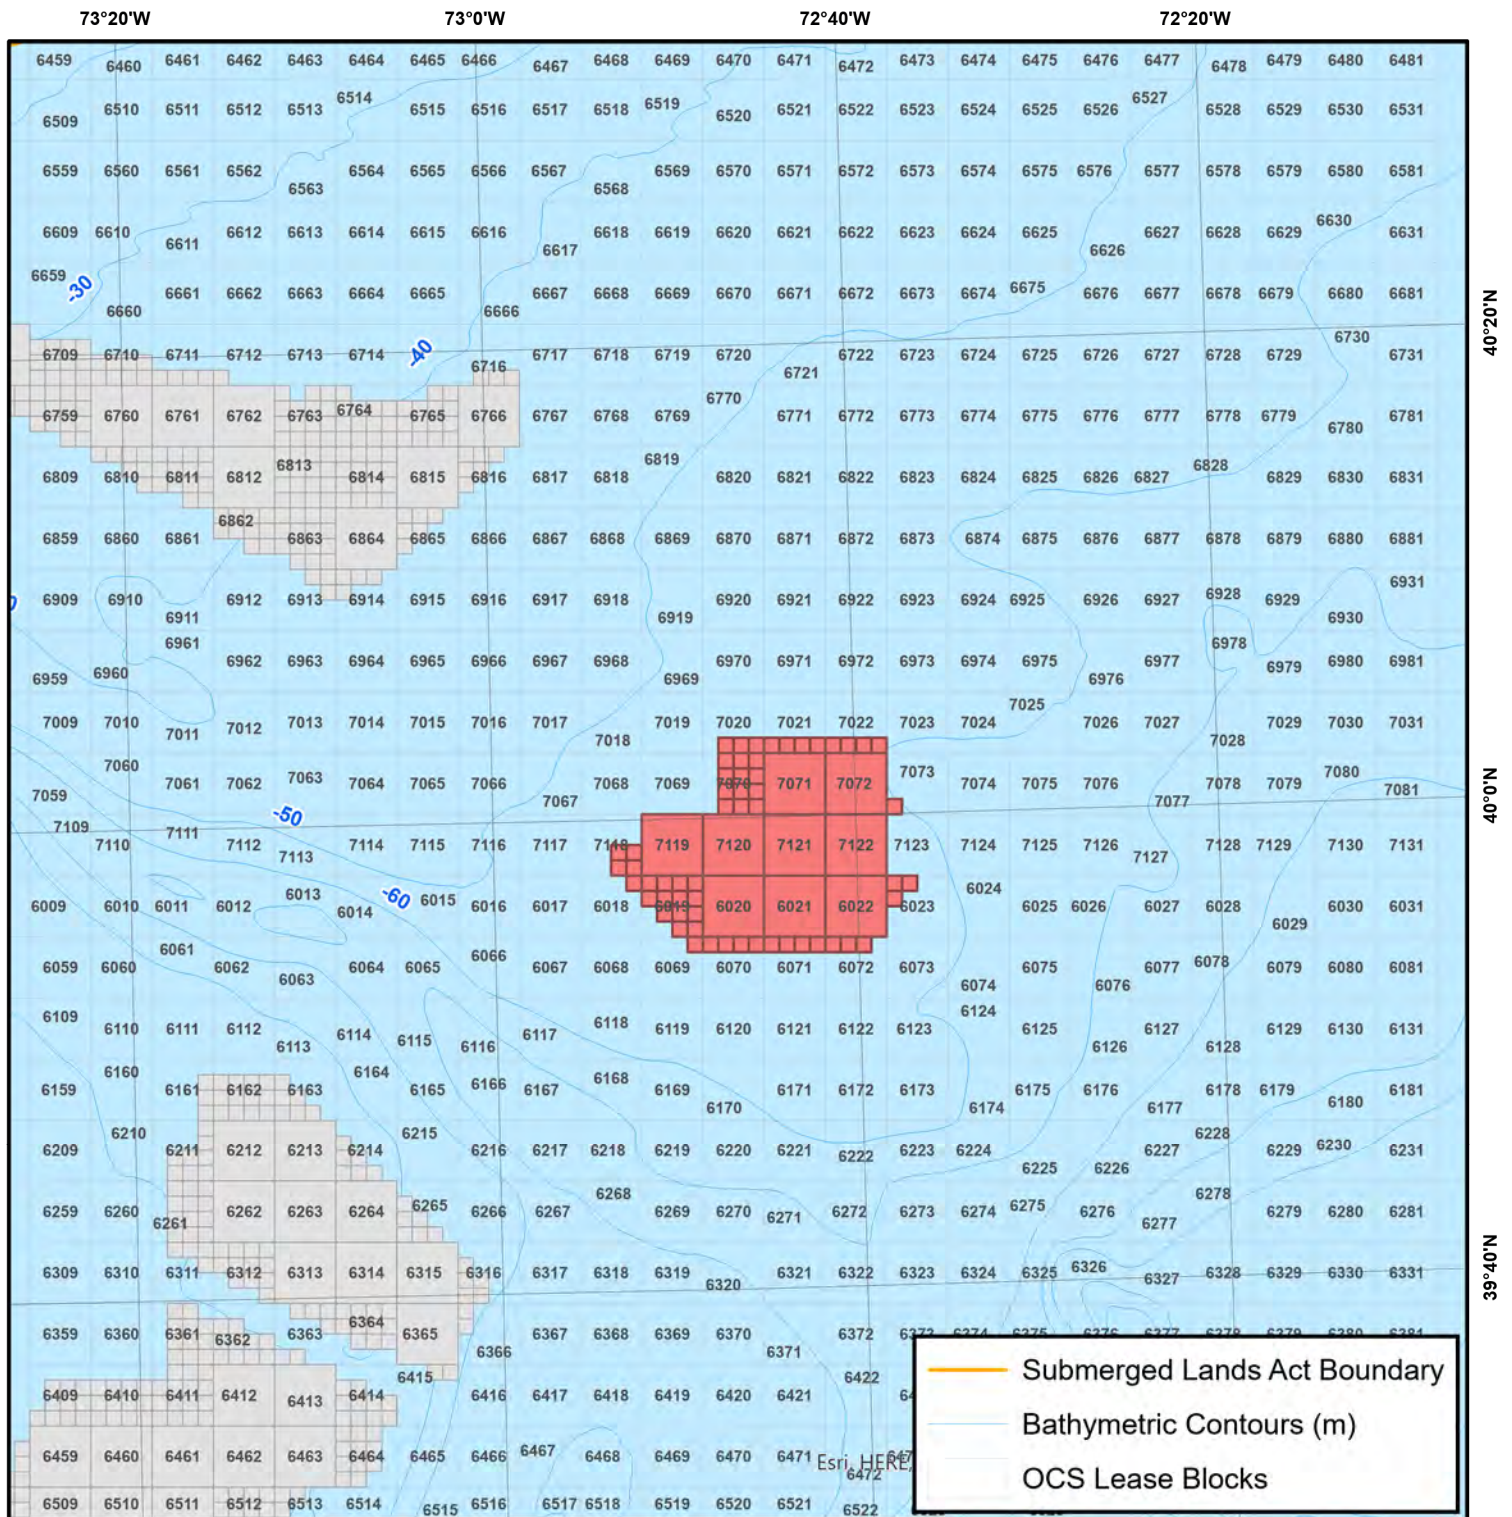 73°20'W 73°0'W 72°40'W 72°20'W
6459 6460 6461 6462 6463 6464 6465 6466 6467 6468 6469 6470 6471 6472 6473 6474 6475 6476 6477 6478 6479 6480 6481
6509 6510 6511 6512 6513 6514 6515 6516 6517 6518 6519 6520 6521 6522 6523 6524 6525 6526 6527 6528 6529 6530 6531
6559 6560 6561 6562 6563 6564 6565 6566 6567 6568 6569 6570 6571 6572 6573 6574 6575 6576 6577 6578 6579 6580 6581
6609 6610 6611 6612 6613 6614 6615 6616 6617 6618 6619 6620 6621 6622 6623 6624 6625 6626 6627 6628 6629 6630 6631
6659 -30 6660 6661 6662 6663 6664 6665 6666 6667 6668 6669 6670 6671 6672 6673 6674 6675 6676 6677 6678 6679 6680 6681
40°20'N
6709 6710 6711 6712 6713 6714 -40 6716 6717 6718 6719 6720 6721 6722 6723 6724 6725 6726 6727 6728 6729 6730 6731
6759 6760 6761 6762 6763 6764 6765 6766 6767 6768 6769 6770 6771 6772 6773 6774 6775 6776 6777 6778 6779 6780 6781
6809 6810 6811 6812 6813 6814 6815 6816 6817 6818 6819 6820 6821 6822 6823 6824 6825 6826 6827 6828 6829 6830 6831
6859 6860 6861 6862 6863 6864 6865 6866 6867 6868 6869 6870 6871 6872 6873 6874 6875 6876 6877 6878 6879 6880 6881
6909 6910 6911 6912 6913 6914 6915 6916 6917 6918 6919 6920 6921 6922 6923 6924 6925 6926 6927 6928 6929 6930 6931
6959 6960 6961 6962 6963 6964 6965 6966 6967 6968 6969 6970 6971 6972 6973 6974 6975 6976 6977 6978 6979 6980 6981
7009 7010 7011 7012 7013 7014 7015 7016 7017 7018 7019 7020 7021 7022 7023 7024 7025 7026 7027 7028 7029 7030 7031
7059 7060 7061 7062 7063 7064 7065 7066 7067 7068 7069 7070 7071 7072 7073 7074 7075 7076 7077 7078 7079 7080 7081
-50
40°0'N
7109 7110 7111 7112 7113 7114 7115 7116 7117 7118 7119 7120 7121 7122 7123 7124 7125 7126 7127 7128 7129 7130 7131
6009 6010 6011 6012 6013 6014 -60 6015 6016 6017 6018 6019 6020 6021 6022 6023 6024 6025 6026 6027 6028 6029 6030 6031
6059 6060 6061 6062 6063 6064 6065 6066 6067 6068 6069 6070 6071 6072 6073 6074 6075 6076 6077 6078 6079 6080 6081
6109 6110 6111 6112 6113 6114 6115 6116 6117 6118 6119 6120 6121 6122 6123 6124 6125 6126 6127 6128 6129 6130 6131
6159 6160 6161 6162 6163 6164 6165 6166 6167 6168 6169 6170 6171 6172 6173 6174 6175 6176 6177 6178 6179 6180 6181
6209 6210 6211 6212 6213 6214 6215 6216 6217 6218 6219 6220 6221 6222 6223 6224 6225 6226 6227 6228 6229 6230 6231
6259 6260 6261 6262 6263 6264 6265 6266 6267 6268 6269 6270 6271 6272 6273 6274 6275 6276 6277 6278 6279 6280 6281
39°40'N
6309 6310 6311 6312 6313 6314 6315 6316 6317 6318 6319 6320 6321 6322 6323 6324 6325 6326 6327 6328 6329 6330 6331
6359 6360 6361 6362 6363 6364 6365 6366 6367 6368 6369 6370 6371 6372 6373 6374 6375 6376 6377 6378 6379 6380 6381
6409 6410 6411 6412 6413 6414 6415 6416 6417 6418 6419 6420 6421 6422
6459 6460 6461 6462 6463 6464 6465 6466 6467 6468 6469 6470 6471 6472
Esri, HERE,
6509 6510 6511 6512 6513 6514 6515 6516 6517 6518 6519 6520 6521 6522
Submerged Lands Act Boundary
Bathymetric Contours (m)
OCS Lease Blocks